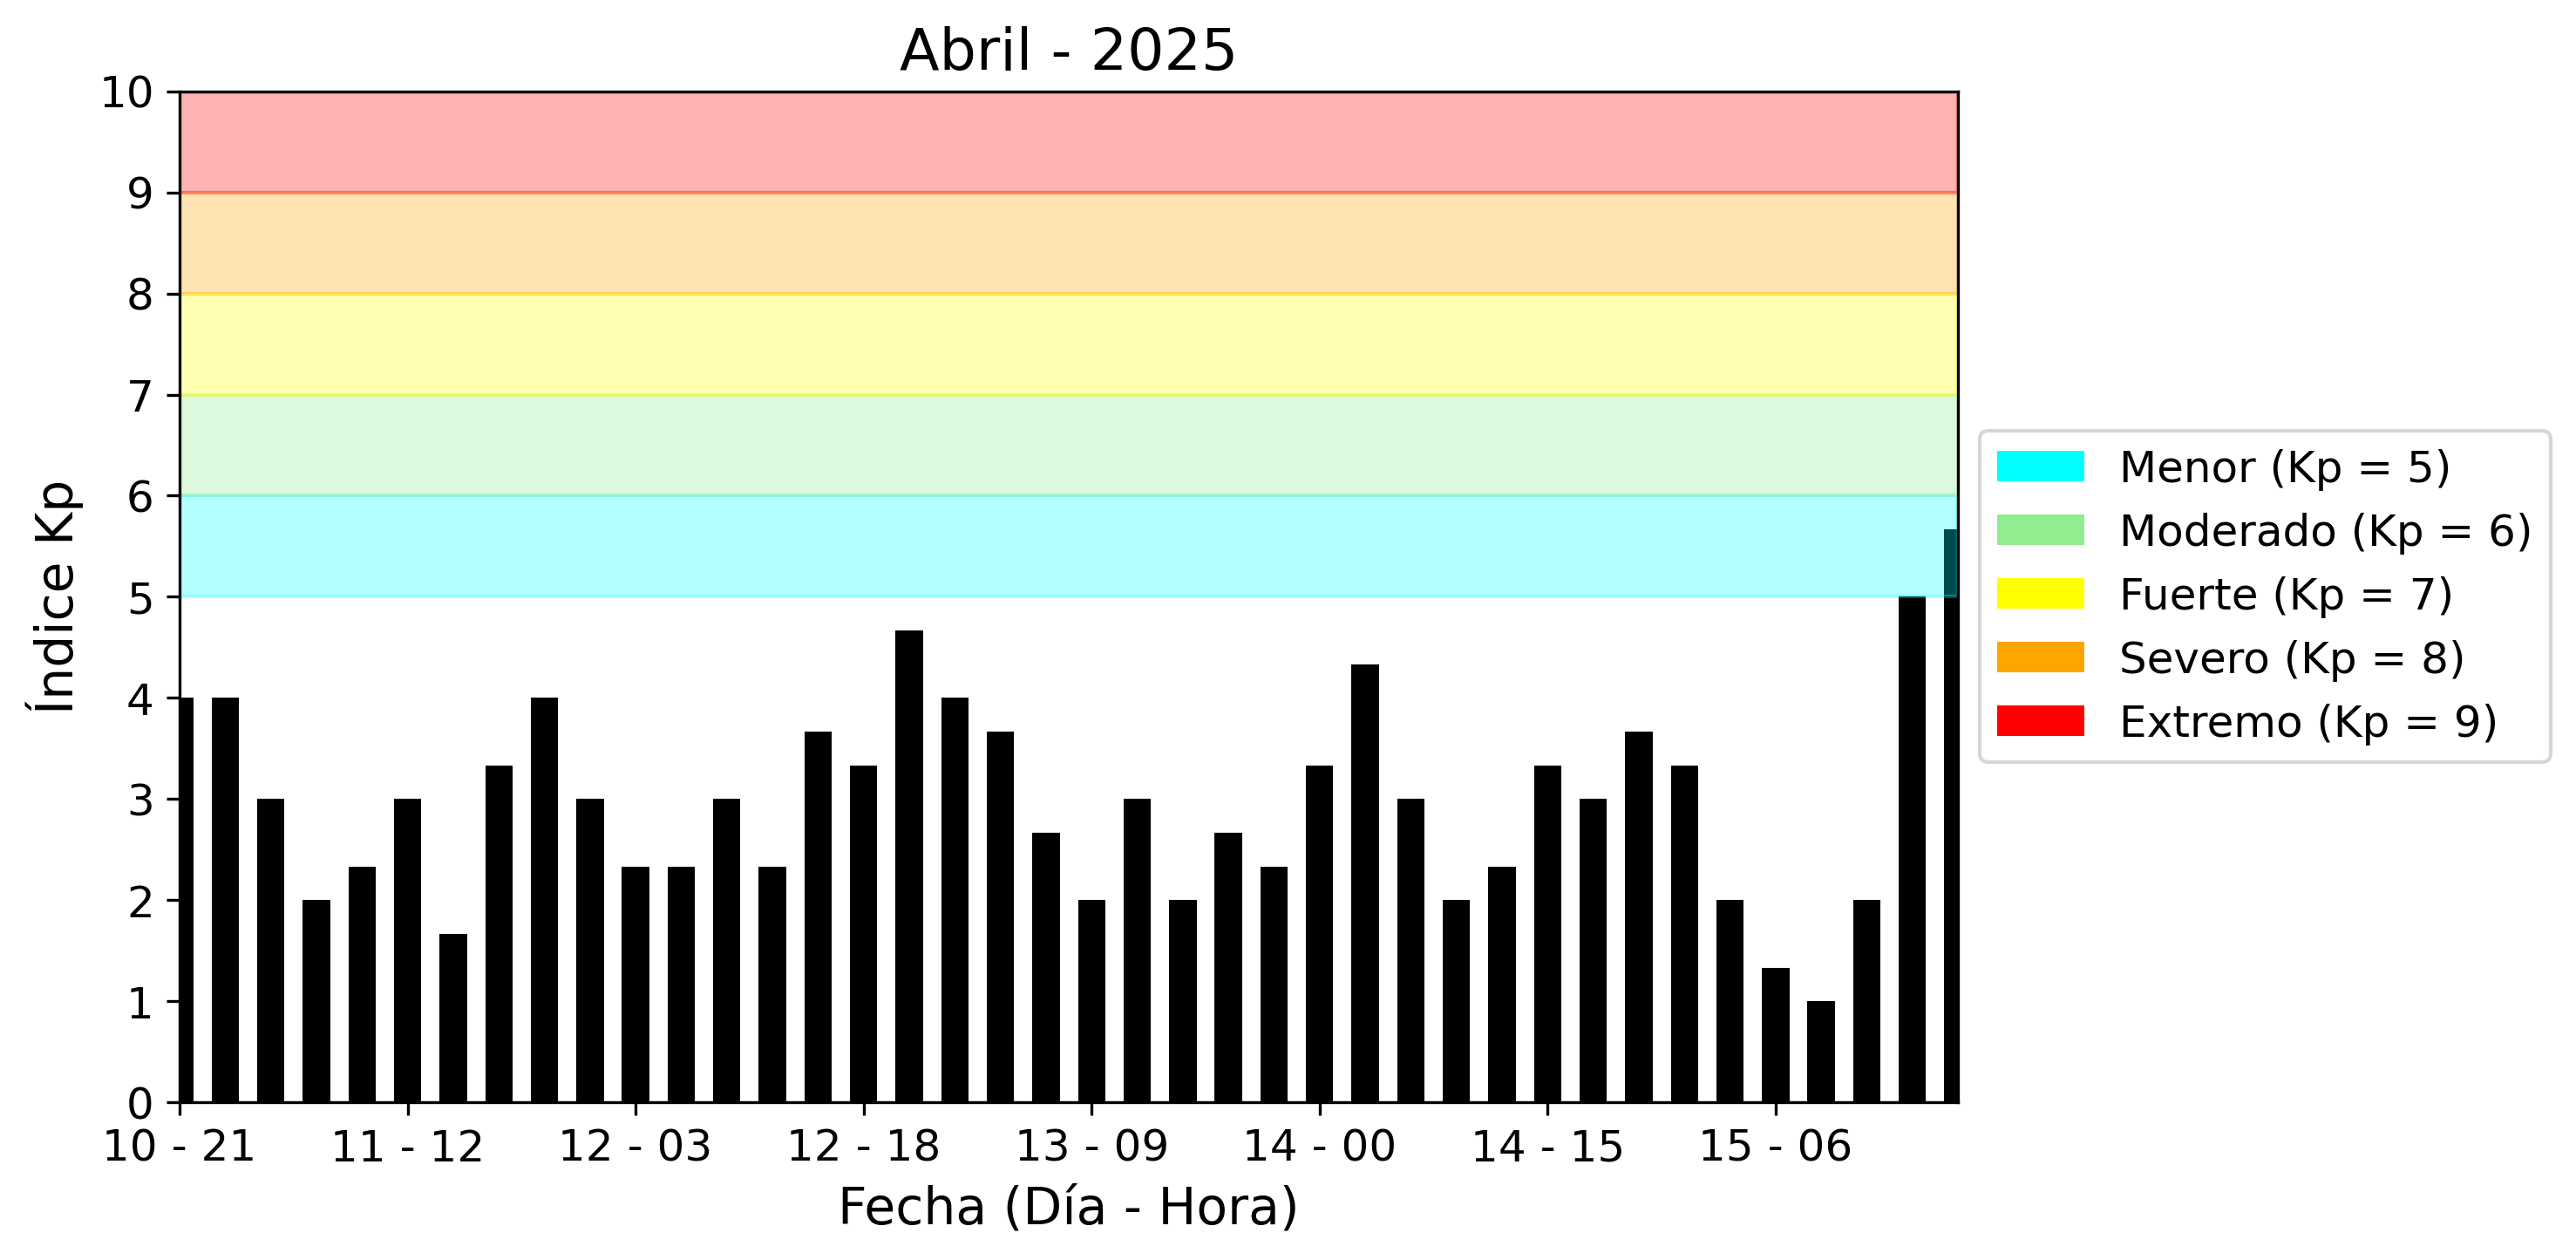 Abril - 2025
10
9
8
7
6
5
4
3
2
1
0
Índice Kp
10 - 21
11 - 12
12 - 03
12 - 18
13 - 09
14 - 00
14 - 15
15 - 06
Fecha (Día - Hora)
Menor (Kp = 5)
Moderado (Kp = 6)
Fuerte (Kp = 7)
Severo (Kp = 8)
Extremo (Kp = 9)